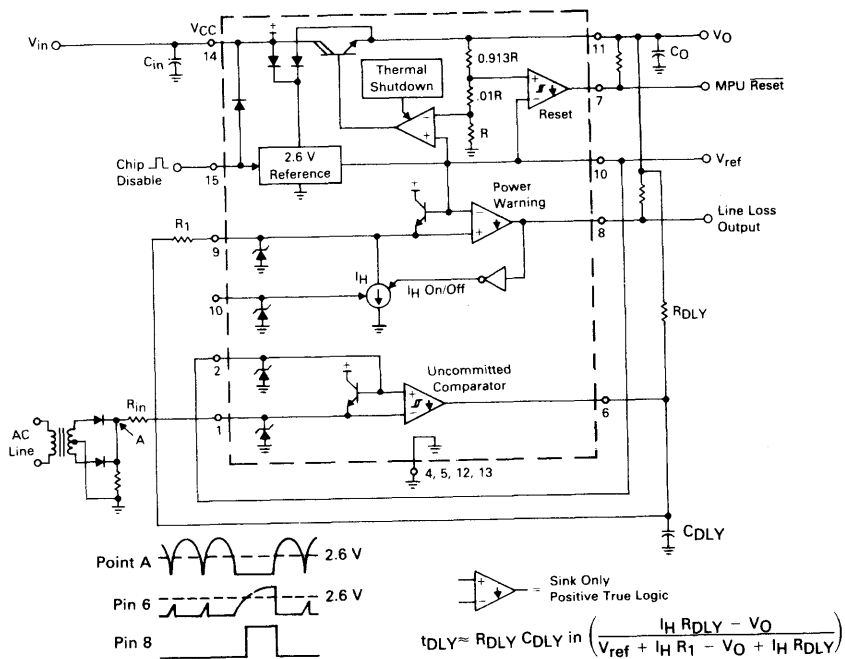 Vin
VCC
14
Cin
Thermal
Shutdown
0.913R
.01R
R
Reset
11
CO
VO
7
MPU Reset
Chip
Disable
15
2.6 V
Reference
10
Vref
Power
Warning
8
Line Loss
Output
R1
9
IH
IH On/Off
10
RDLY
2
Uncommitted
Comparator
6
1
Rin
A
AC
Line
4, 5, 12, 13
CDLY
Point A
2.6 V
Pin 6
2.6 V
Pin 8
= Sink Only
Positive True Logic
tDLY≈ RDLY CDLY in ( IH RDLY − VO / Vref + IH R1 − VO + IH RDLY )